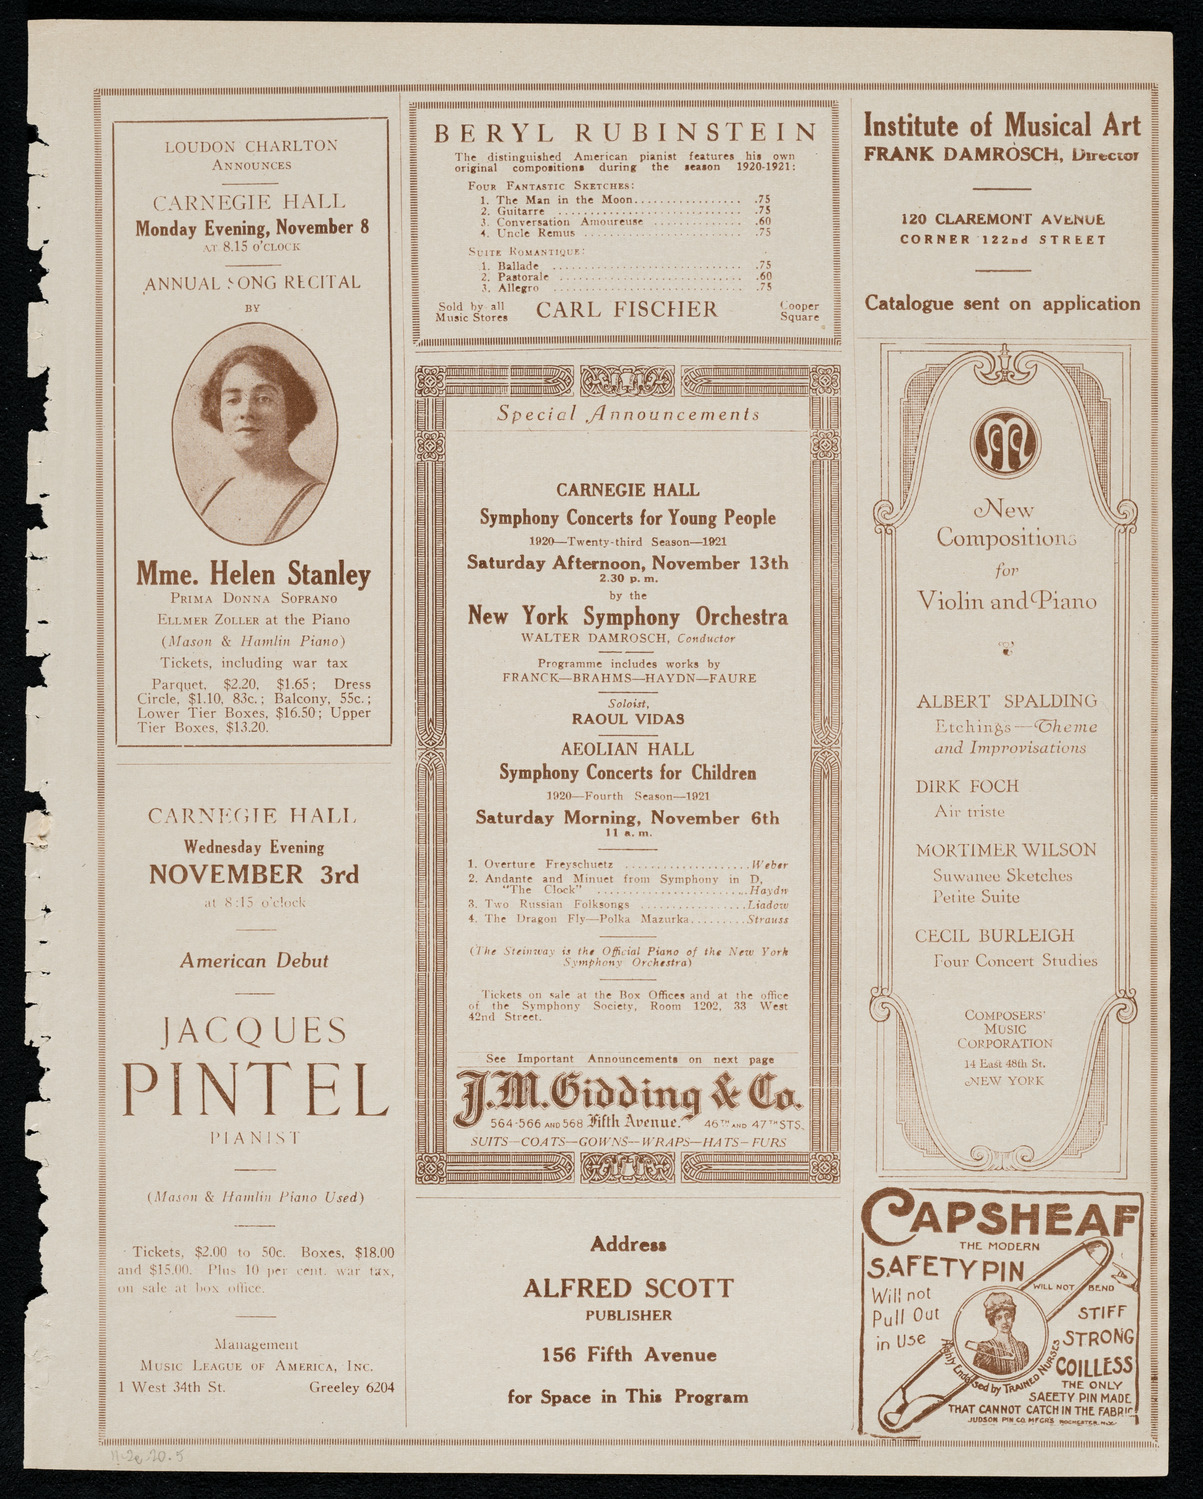 LOUDON CHARLTON
ANNOUNCES
CARNEGIE HALL
Monday Evening, November 8
AT 8.15 O'CLOCK
ANNUAL SONG RECITAL
BY
Mme. Helen Stanley
PRIMA DONNA SOPRANO
ELLMER ZOLLER at the Piano
(Mason & Hamlin Piano)
Tickets, including war tax
Parquet, $2.20, $1.65; Dress
Circle, $1.10, 83c.; Balcony, 55c.;
Lower Tier Boxes, $16.50; Upper
Tier Boxes, $13.20.
CARNEGIE HALL
Wednesday Evening
NOVEMBER 3rd
at 8:15 o'clock
American Debut
JACQUES
PINTEL
PIANIST
(Mason & Hamlin Piano Used)
Tickets, $2.00 to 50c. Boxes, $18.00
and $15.00. Plus 10 per cent. war tax,
on sale at box office.
Management
MUSIC LEAGUE OF AMERICA, INC.
1 West 34th St. Greeley 6204
BERYL RUBINSTEIN
The distinguished American pianist features his own
original compositions during the season 1920-1921:
FOUR FANTASTIC SKETCHES:
1. The Man in the Moon................ .75
2. Guitarre ............................ .75
3. Conversation Amoureuse ............. .60
4. Uncle Remus ........................ .75
SUITE ROMANTIQUE:
1. Ballade ............................ .75
2. Pastorale ........................... .60
3. Allegro ............................ .75
Sold by all
Music Stores
CARL FISCHER
Cooper
Square
Special Announcements
CARNEGIE HALL
Symphony Concerts for Young People
1920—Twenty-third Season—1921
Saturday Afternoon, November 13th
2.30 p. m.
by the
New York Symphony Orchestra
WALTER DAMROSCH, Conductor
Programme includes works by
FRANCK—BRAHMS—HAYDN—FAURE
Soloist,
RAOUL VIDAS
AEOLIAN HALL
Symphony Concerts for Children
1920—Fourth Season—1921
Saturday Morning, November 6th
11 a. m.
1. Overture Freyschuetz ....................Weber
2. Andante and Minuet from Symphony in D,
"The Clock" .........................Haydn
3. Two Russian Folksongs .................Liadow
4. The Dragon Fly—Polka Mazurka.........Strauss
(The Steinway is the Official Piano of the New York
Symphony Orchestra)
Tickets on sale at the Box Offices and at the office
of the Symphony Society, Room 1202, 33 West
42nd Street.
See Important Announcements on next page
J.M. Gidding & Co.
564-566 AND 568 Fifth Avenue. 46TH AND 47TH STS.
SUITS—COATS—GOWNS—WRAPS—HATS—FURS
Address
ALFRED SCOTT
PUBLISHER
156 Fifth Avenue
for Space in This Program
Institute of Musical Art
FRANK DAMROSCH, Director
120 CLAREMONT AVENUE
CORNER 122nd STREET
Catalogue sent on application
New
Compositions
for
Violin and Piano
ALBERT SPALDING
Etchings—Theme
and Improvisations
DIRK FOCH
Air triste
MORTIMER WILSON
Suwanee Sketches
Petite Suite
CECIL BURLEIGH
Four Concert Studies
COMPOSERS'
MUSIC
CORPORATION
14 East 48th St.
NEW YORK
CAPSHEAF
THE MODERN
SAFETY PIN
WILL NOT BEND
Will not
Pull Out
in Use
STIFF
STRONG
COILLESS
Highly Endorsed by TRAINED NURSES
THE ONLY
SAFETY PIN MADE
THAT CANNOT CATCH IN THE FABRIC
JUDSON PIN CO. MFGRS ROCHESTER, N.Y.